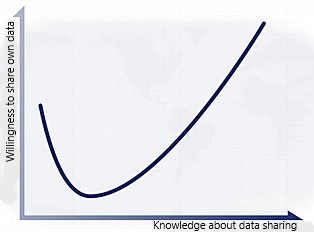 Willingness to share own data
Knowledge about data sharing